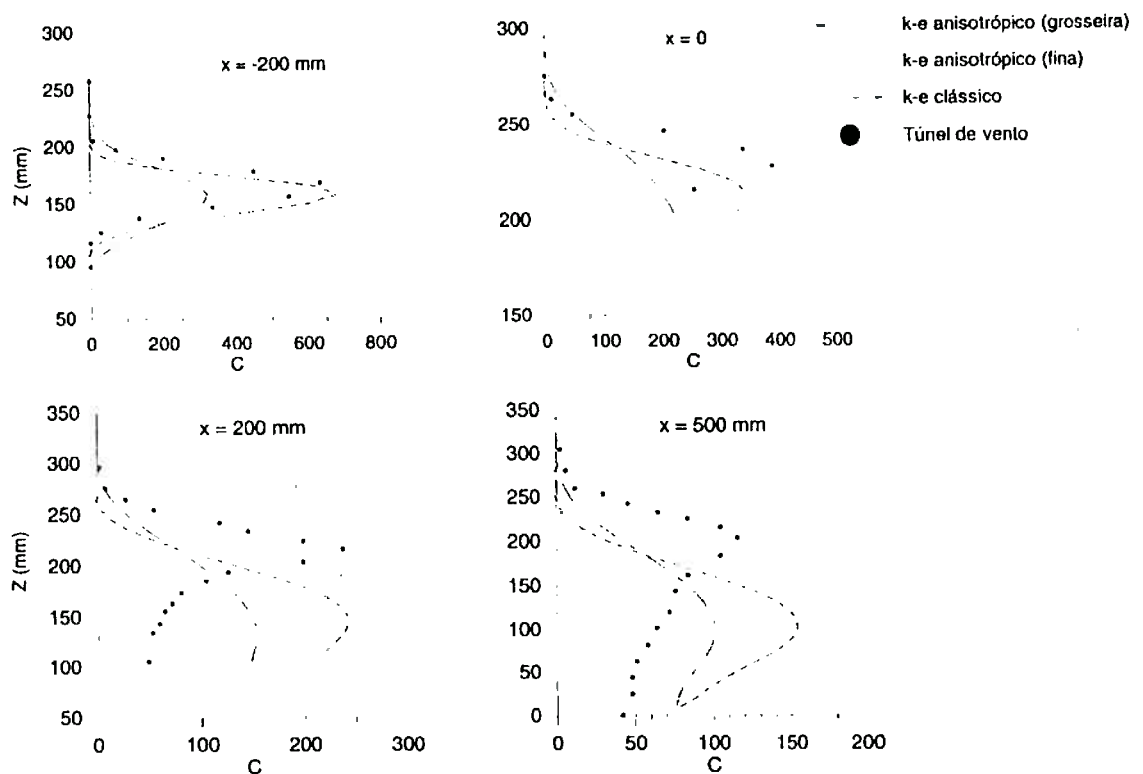 x = -200 mm
300
250
200
150
100
50
Z (mm)
0 200 400 600 800
C
x = 0
300
250
200
150
0 100 200 300 400 500
C
k-e anisotrópico (grosseira)
k-e anisotrópico (fina)
k-e clássico
Túnel de vento
x = 200 mm
350
300
250
200
150
100
50
Z (mm)
0 100 200 300
C
x = 500 mm
350
300
250
200
150
100
50
0
0 50 100 150 200
C